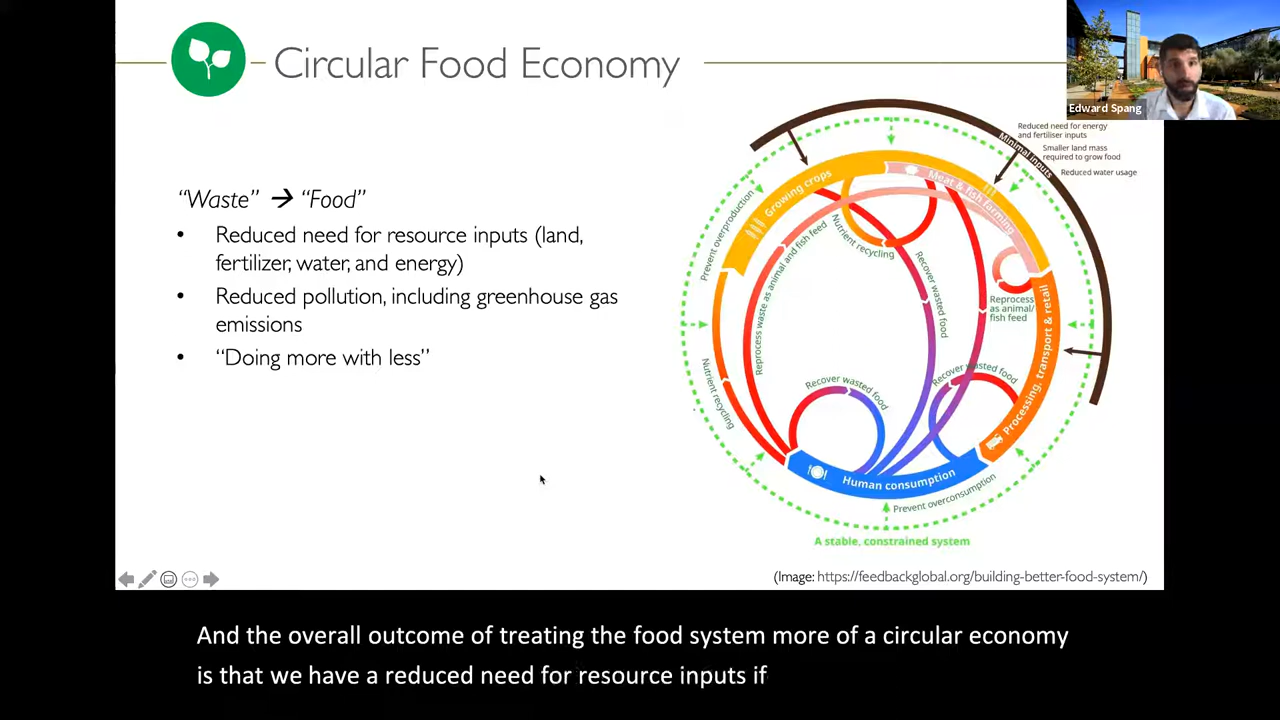 Circular Food Economy
Edward Spang
“Waste” → “Food”
• Reduced need for resource inputs (land,
fertilizer, water, and energy)
• Reduced pollution, including greenhouse gas
emissions
• “Doing more with less”
Reduced need for energy
and fertiliser inputs
Smaller land mass
required to grow food
Reduced water usage
Minimal inputs
Growing crops
Meat & fish farming
Prevent overproduction
Nutrient recycling
Reprocess waste as animal and fish feed
Recover wasted food
Reprocess
as animal/
fish feed
Processing, transport & retail
Nutrient recycling
Recover wasted food
Recover wasted food
Human consumption
Prevent overconsumption
A stable, constrained system
(Image: https://feedbackglobal.org/building-better-food-system/)
And the overall outcome of treating the food system more of a circular economy
is that we have a reduced need for resource inputs if